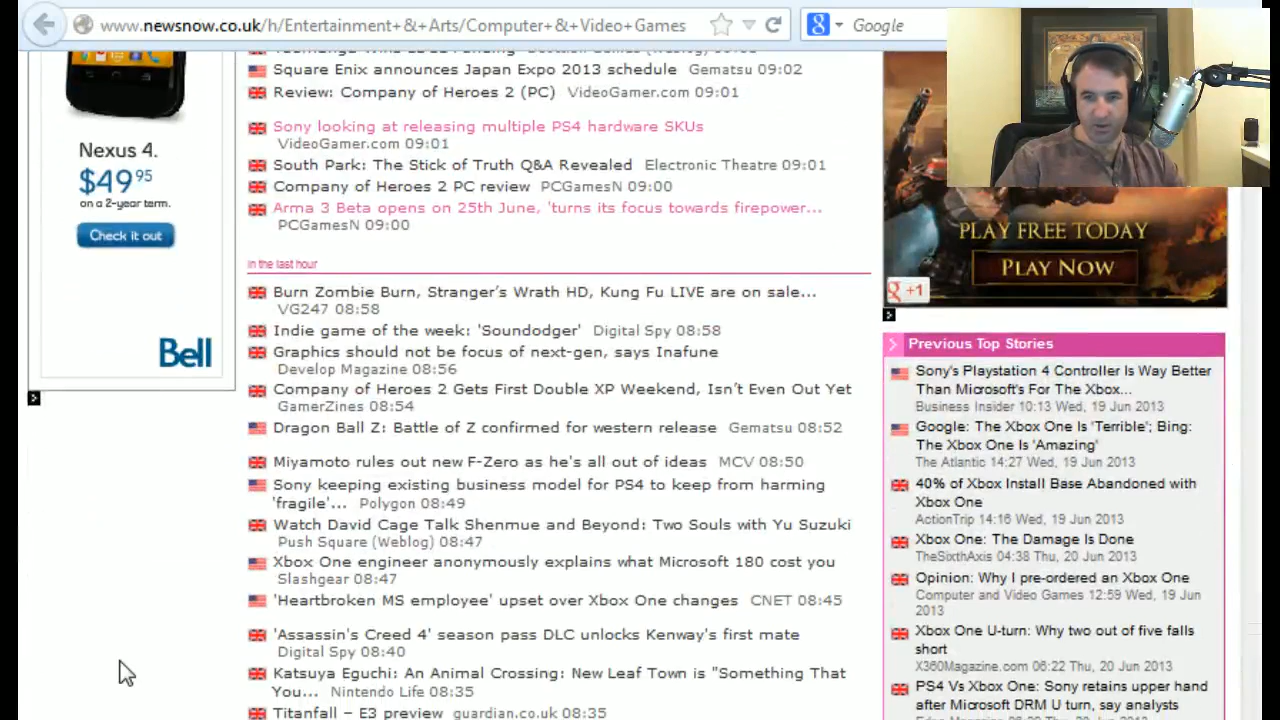 www.newsnow.co.uk/h/Entertainment+&+Arts/Computer+&+Video+Games
Google
Square Enix announces Japan Expo 2013 schedule Gematsu 09:02
Review: Company of Heroes 2 (PC) VideoGamer.com 09:01
Sony looking at releasing multiple PS4 hardware SKUs
VideoGamer.com 09:01
South Park: The Stick of Truth Q&A Revealed Electronic Theatre 09:01
Company of Heroes 2 PC review PCGamesN 09:00
Arma 3 Beta opens on 25th June, 'turns its focus towards firepower...
PCGamesN 09:00
in the last hour
Burn Zombie Burn, Stranger's Wrath HD, Kung Fu LIVE are on sale...
VG247 08:58
Indie game of the week: 'Soundodger' Digital Spy 08:58
Graphics should not be focus of next-gen, says Inafune
Develop Magazine 08:56
Company of Heroes 2 Gets First Double XP Weekend, Isn't Even Out Yet
GamerZines 08:54
Dragon Ball Z: Battle of Z confirmed for western release Gematsu 08:52
Miyamoto rules out new F-Zero as he's all out of ideas MCV 08:50
Sony keeping existing business model for PS4 to keep from harming
'fragile'... Polygon 08:49
Watch David Cage Talk Shenmue and Beyond: Two Souls with Yu Suzuki
Push Square (Weblog) 08:47
Xbox One engineer anonymously explains what Microsoft 180 cost you
Slashgear 08:47
'Heartbroken MS employee' upset over Xbox One changes CNET 08:45
'Assassin's Creed 4' season pass DLC unlocks Kenway's first mate
Digital Spy 08:40
Katsuya Eguchi: An Animal Crossing: New Leaf Town is "Something That
You... Nintendo Life 08:35
Titanfall – E3 preview guardian.co.uk 08:35
Nexus 4.
$49 95
on a 2-year term.
Check it out
Bell
PLAY FREE TODAY
PLAY NOW
g +1
Previous Top Stories
Sony's Playstation 4 Controller Is Way Better
Than Microsoft's For The Xbox...
Business Insider 10:13 Wed, 19 Jun 2013
Google: The Xbox One Is 'Terrible'; Bing:
The Xbox One Is 'Amazing'
The Atlantic 14:27 Wed, 19 Jun 2013
40% of Xbox Install Base Abandoned with
Xbox One
ActionTrip 14:16 Wed, 19 Jun 2013
Xbox One: The Damage Is Done
TheSixthAxis 04:38 Thu, 20 Jun 2013
Opinion: Why I pre-ordered an Xbox One
Computer and Video Games 12:59 Wed, 19 Jun
2013
Xbox One U-turn: Why two out of five falls
short
X360Magazine.com 06:22 Thu, 20 Jun 2013
PS4 Vs Xbox One: Sony retains upper hand
after Microsoft DRM U turn, say analysts